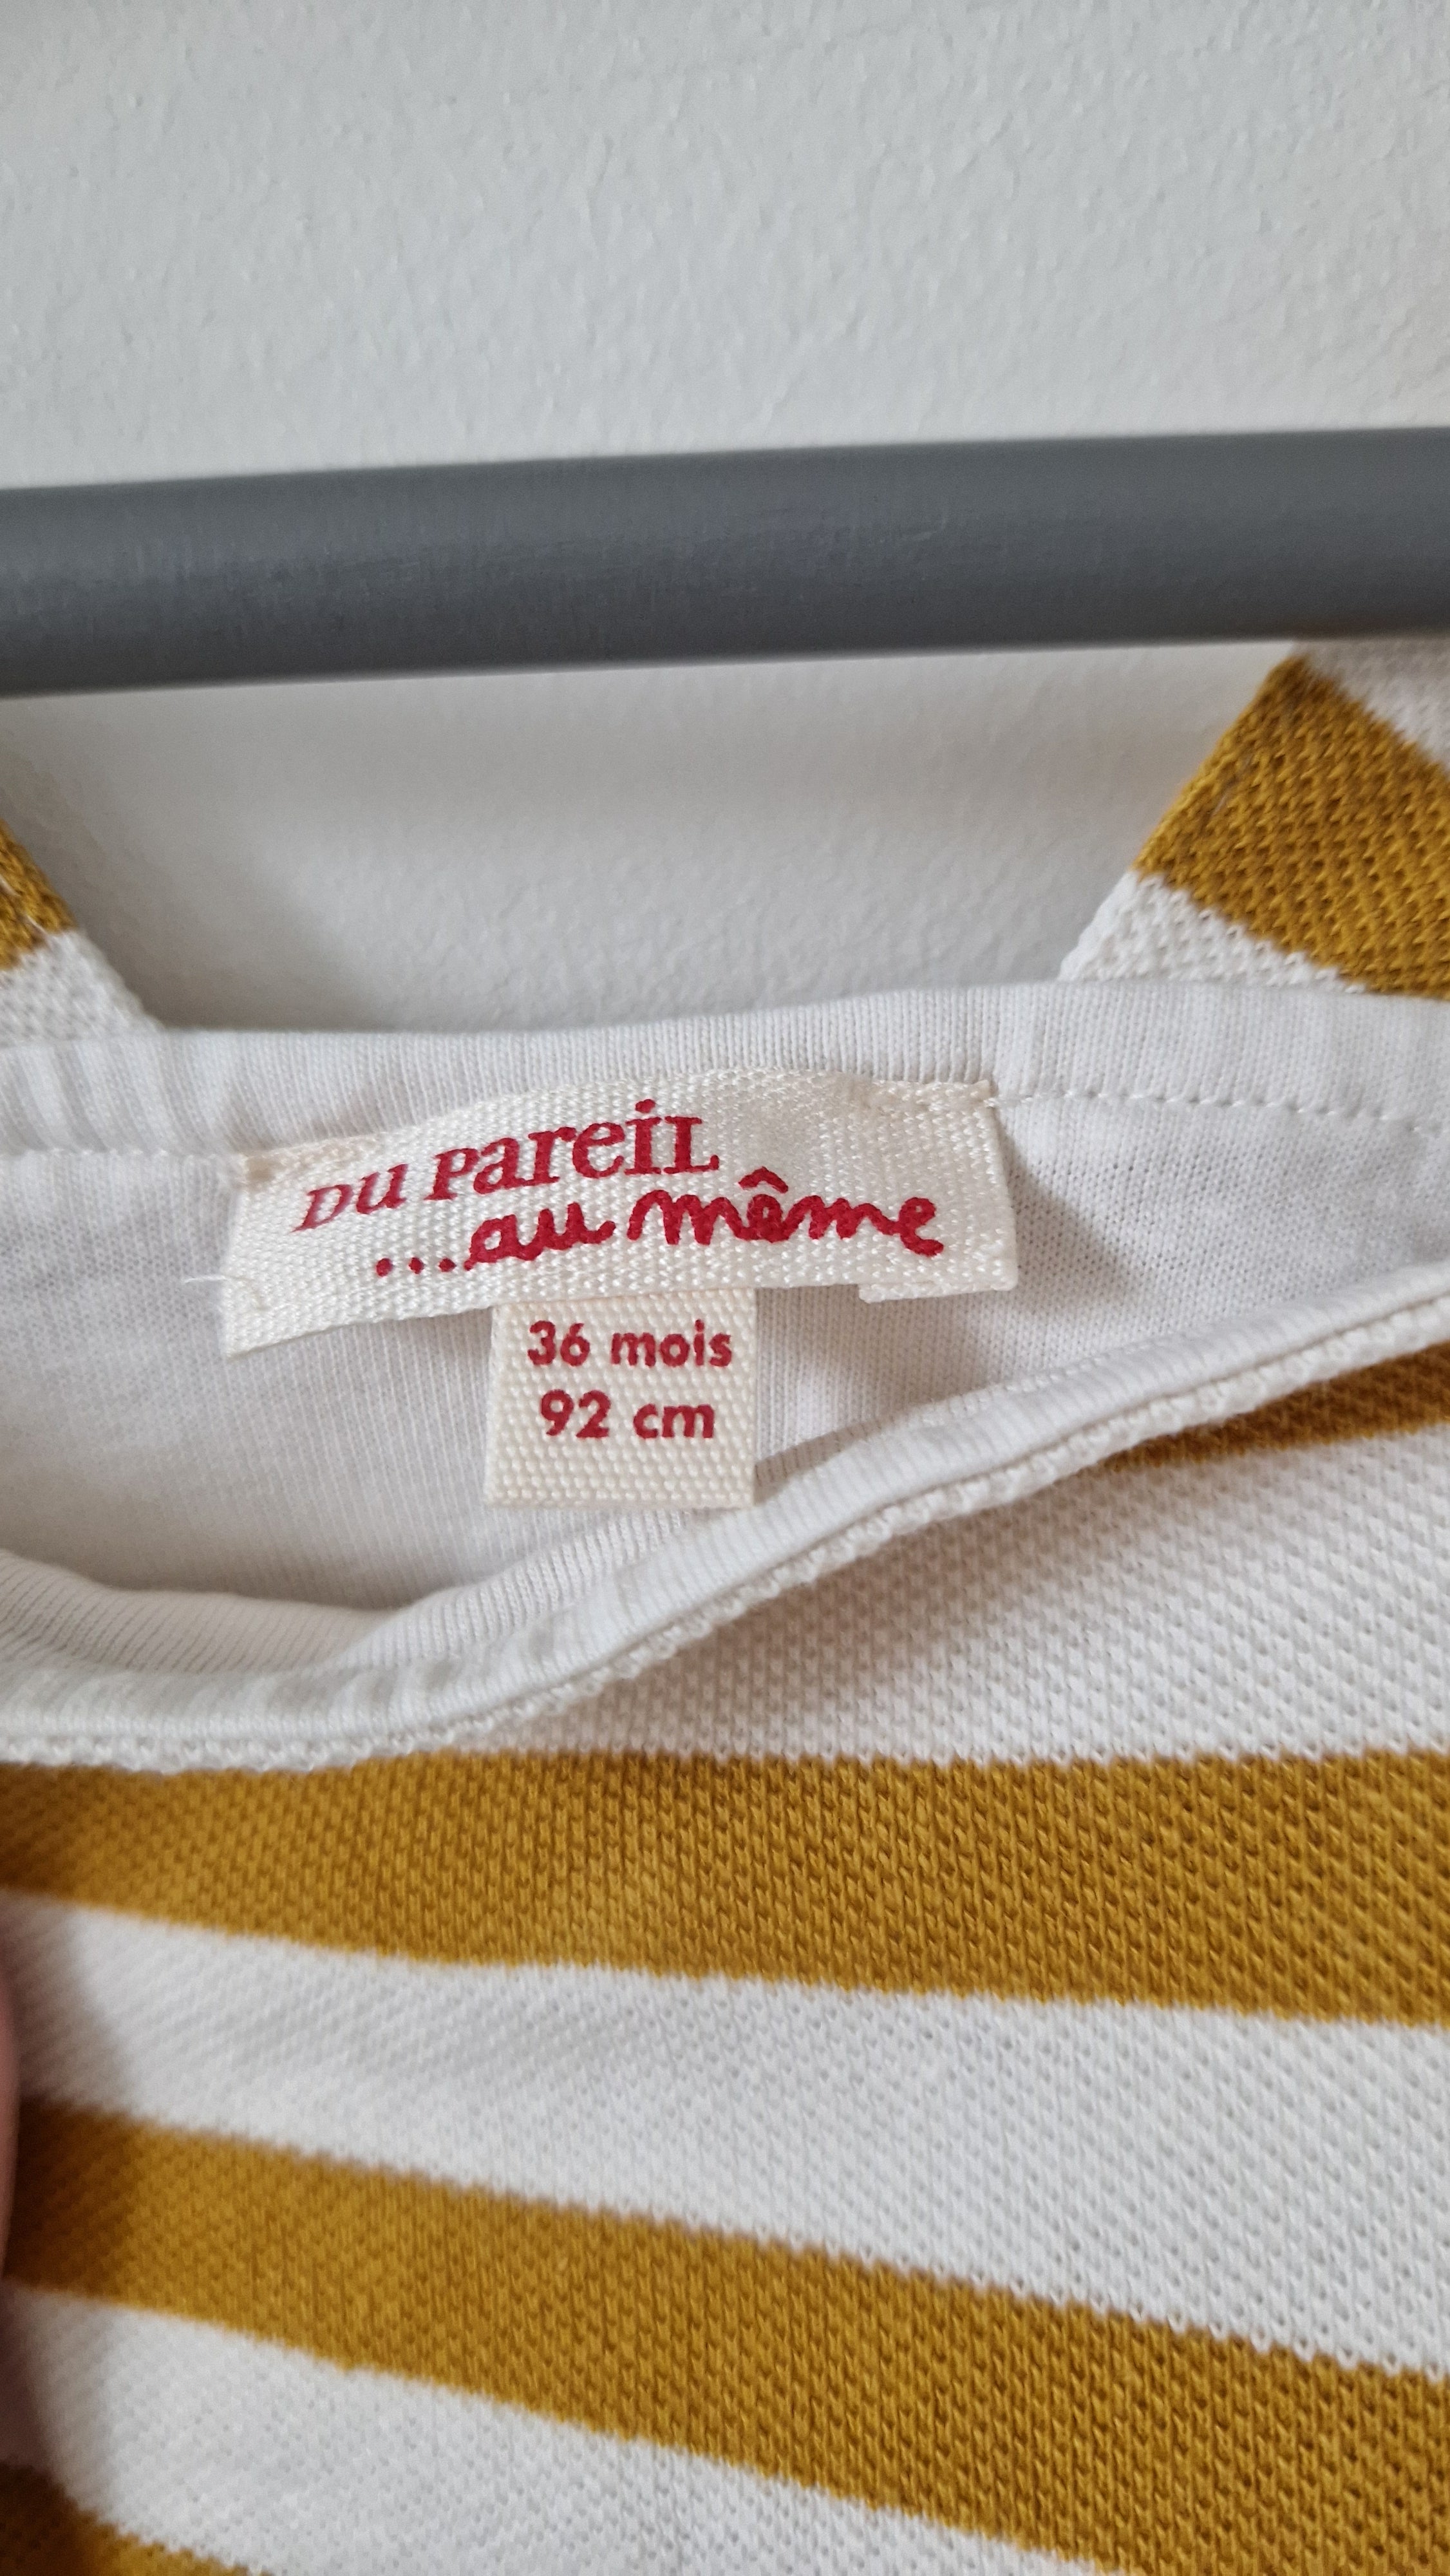 DU PAREIL
...au même
36 mois
92 cm